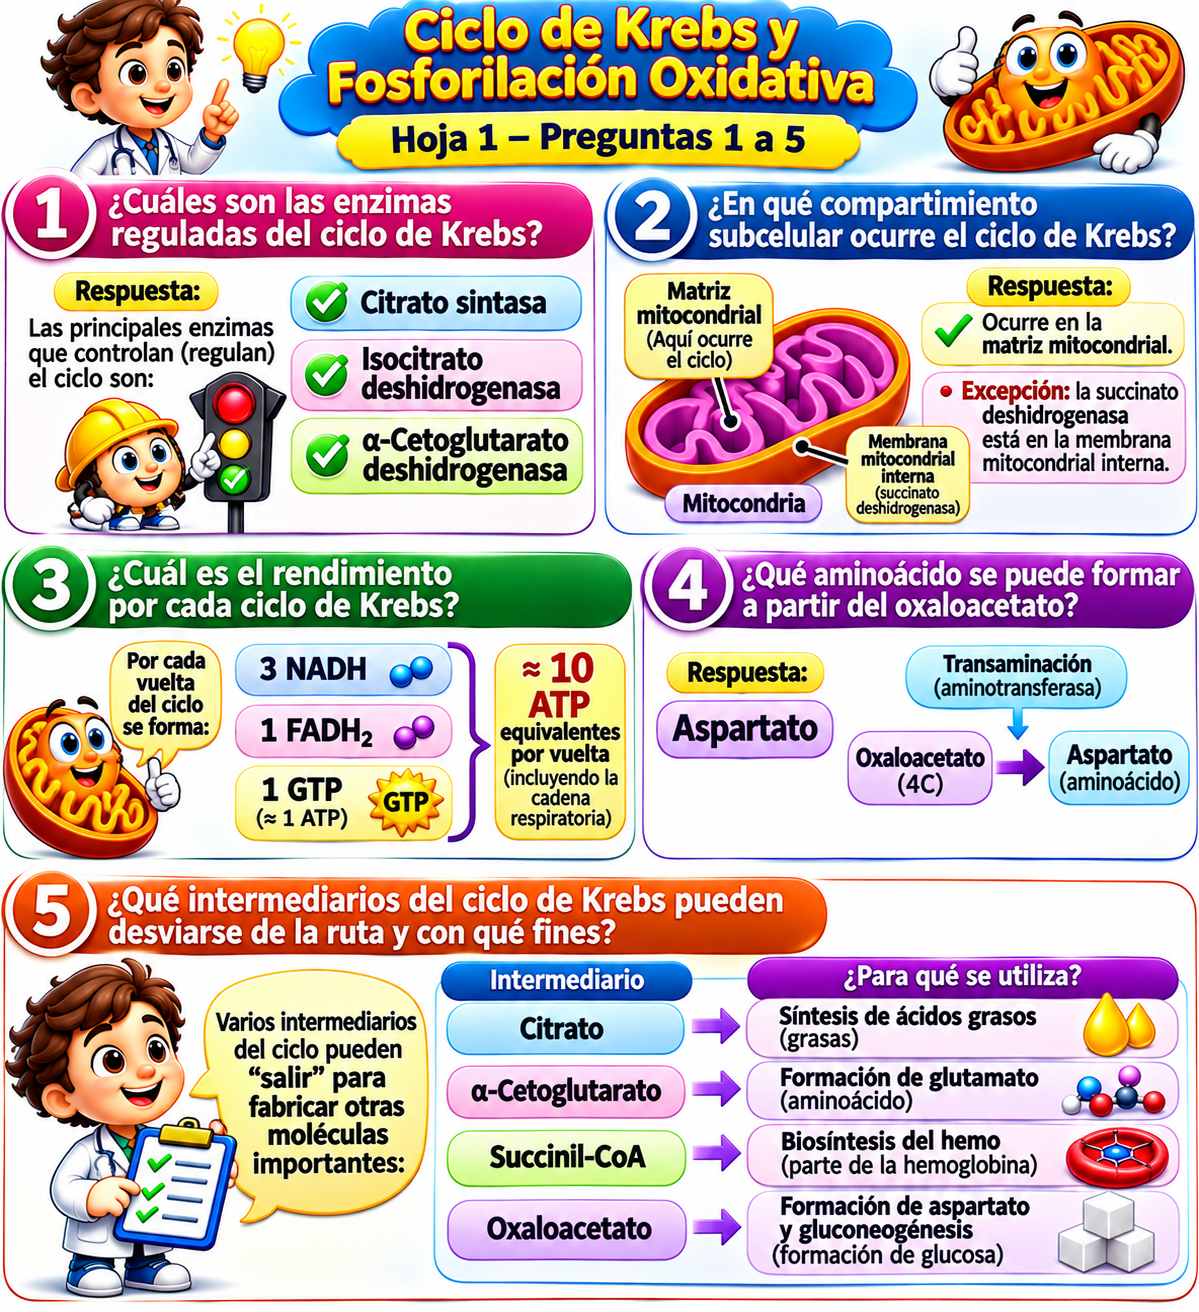 Ciclo de Krebs y
Fosforilación Oxidativa
Hoja 1 – Preguntas 1 a 5
1
¿Cuáles son las enzimas
reguladas del ciclo de Krebs?
Respuesta:
Las principales enzimas
que controlan (regulan)
el ciclo son:
Citrato sintasa
Isocitrato
deshidrogenasa
α-Cetoglutarato
deshidrogenasa
2
¿En qué compartimiento
subcelular ocurre el ciclo de Krebs?
Matriz
mitocondrial
(Aquí ocurre
el ciclo)
Membrana
mitocondrial
interna
(succinato
deshidrogenasa)
Mitocondria
Respuesta:
Ocurre en la
matriz mitocondrial.
• Excepción: la succinato
deshidrogenasa
está en la membrana
mitocondrial interna.
3
¿Cuál es el rendimiento
por cada ciclo de Krebs?
Por cada
vuelta
del ciclo
se forma:
3 NADH
1 FADH₂
1 GTP
(≈ 1 ATP)
GTP
≈ 10
ATP
equivalentes
por vuelta
(incluyendo la
cadena
respiratoria)
4
¿Qué aminoácido se puede formar
a partir del oxaloacetato?
Respuesta:
Aspartato
Transaminación
(aminotransferasa)
Oxaloacetato
(4C)
Aspartato
(aminoácido)
5
¿Qué intermediarios del ciclo de Krebs pueden
desviarse de la ruta y con qué fines?
Varios intermediarios
del ciclo pueden
“salir” para
fabricar otras
moléculas
importantes:
Intermediario
¿Para qué se utiliza?
Citrato
Síntesis de ácidos grasos
(grasas)
α-Cetoglutarato
Formación de glutamato
(aminoácido)
Succinil-CoA
Biosíntesis del hemo
(parte de la hemoglobina)
Oxaloacetato
Formación de aspartato
y gluconeogénesis
(formación de glucosa)